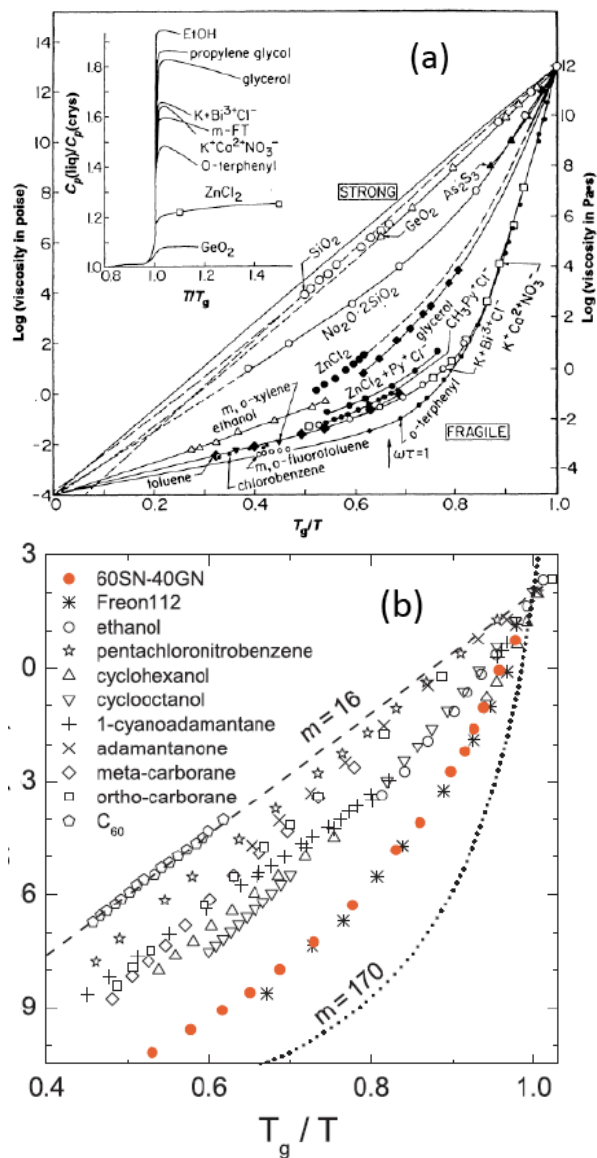 (a)
Log (viscosity in poise)
14
12
10
8
6
4
2
0
-2
-4
Log (viscosity in Pa•s)
12
10
8
6
4
2
0
-2
-4
0
0.2
0.4
0.6
0.8
1.0
Tg/T
Cp(liq)/Cp(crys)
1.8
1.6
1.4
1.2
1.0
0.8
1.0
1.2
1.4
T/Tg
EtOH
propylene glycol
glycerol
K+Bi³⁺Cl⁻
m-FT
K⁺Ca²⁺NO₃⁻
O-terphenyl
ZnCl₂
GeO₂
STRONG
SiO₂
GeO₂
As₂S₃
Na₂O·2SiO₂
ZnCl₂
glycerol
CH₃Py⁺Cl⁻
ZnCl₂+Py⁺Cl⁻
K+Bi³⁺Cl⁻
K⁺Ca²⁺NO₃⁻
o-terphenyl
FRAGILE
m, o-xylene
ethanol
toluene
m,o-fluorotoluene
chlorobenzene
ωτ=1
(b)
3
0
3
6
9
60SN-40GN
Freon112
ethanol
pentachloronitrobenzene
cyclohexanol
cyclooctanol
1-cyanoadamantane
adamantanone
meta-carborane
ortho-carborane
C₆₀
m = 16
m = 170
0.4
0.6
0.8
1.0
Tg / T